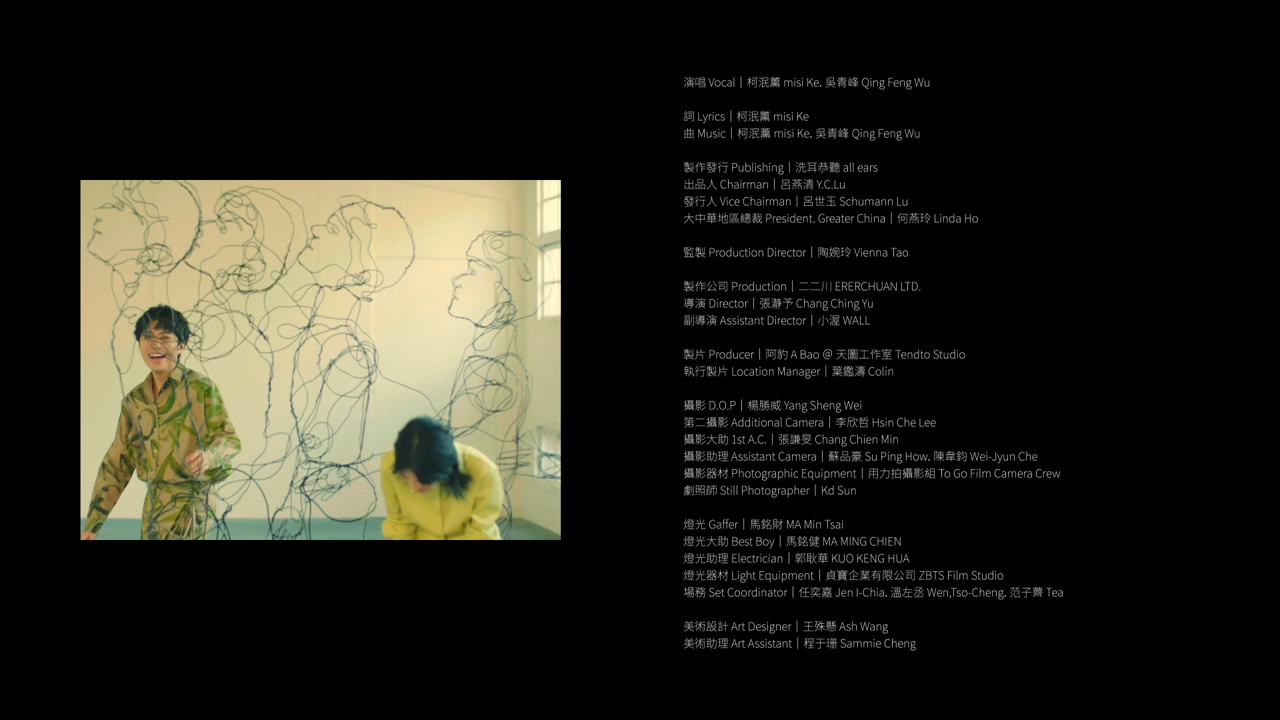 演唱 Vocal｜柯泯薰 misi Ke. 吳青峰 Qing Feng Wu
詞 Lyrics｜柯泯薰 misi Ke
曲 Music｜柯泯薰 misi Ke. 吳青峰 Qing Feng Wu
製作發行 Publishing｜洗耳恭聽 all ears
出品人 Chairman｜呂燕清 Y.C.Lu
發行人 Vice Chairman｜呂世玉 Schumann Lu
大中華地區總裁 President. Greater China｜何燕玲 Linda Ho
監製 Production Director｜陶婉玲 Vienna Tao
製作公司 Production｜二二川 ERERCHUAN LTD.
導演 Director｜張瀞予 Chang Ching Yu
副導演 Assistant Director｜小渥 WALL
製片 Producer｜阿豹 A Bao @ 天圖工作室 Tendto Studio
執行製片 Location Manager｜葉鑑濤 Colin
攝影 D.O.P｜楊勝威 Yang Sheng Wei
第二攝影 Additional Camera｜李欣哲 Hsin Che Lee
攝影大助 1st A.C.｜張謙旻 Chang Chien Min
攝影助理 Assistant Camera｜蘇品豪 Su Ping How. 陳韋鈞 Wei-Jyun Che
攝影器材 Photographic Equipment｜用力拍攝影組 To Go Film Camera Crew
劇照師 Still Photographer｜Kd Sun
燈光 Gaffer｜馬銘財 MA Min Tsai
燈光大助 Best Boy｜馬銘健 MA MING CHIEN
燈光助理 Electrician｜郭耿華 KUO KENG HUA
燈光器材 Light Equipment｜貞寶企業有限公司 ZBTS Film Studio
場務 Set Coordinator｜任奕嘉 Jen I-Chia. 溫左丞 Wen,Tso-Cheng. 范子薺 Tea
美術設計 Art Designer｜王殊懸 Ash Wang
美術助理 Art Assistant｜程于珊 Sammie Cheng